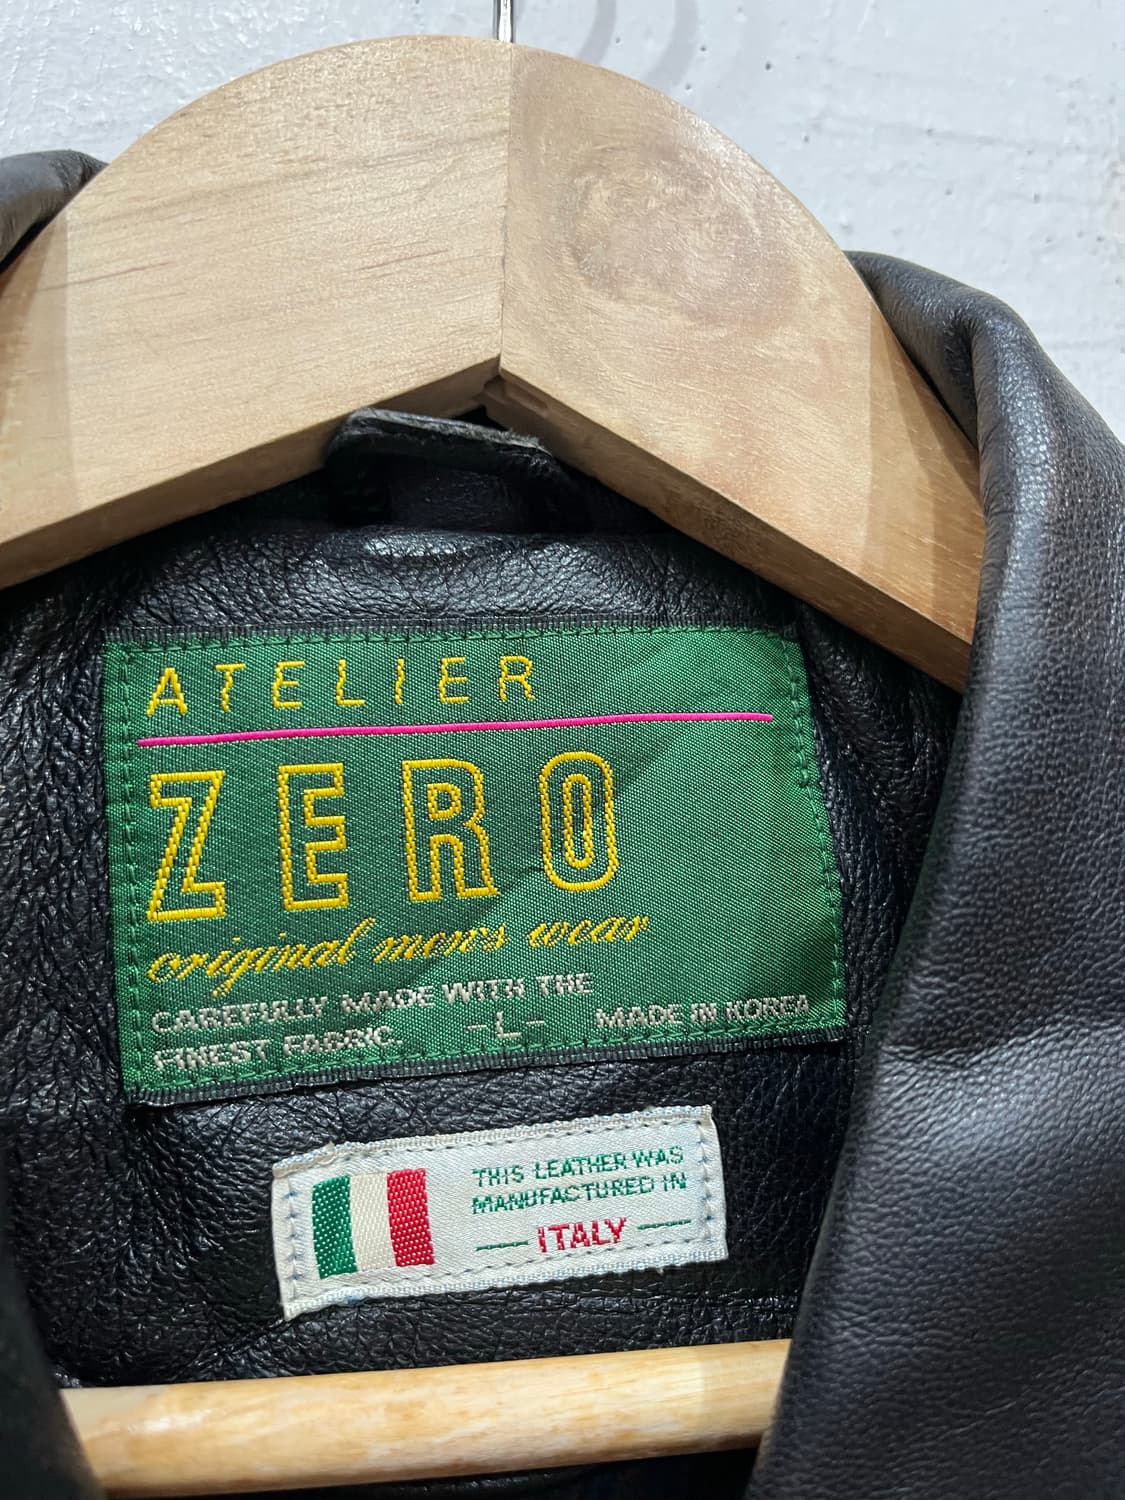 ATELIER
ZERO
original men's wear
CAREFULLY MADE WITH THE
FINEST FABRIC.
-L-
MADE IN KOREA
THIS LEATHER WAS
MANUFACTURED IN
ITALY